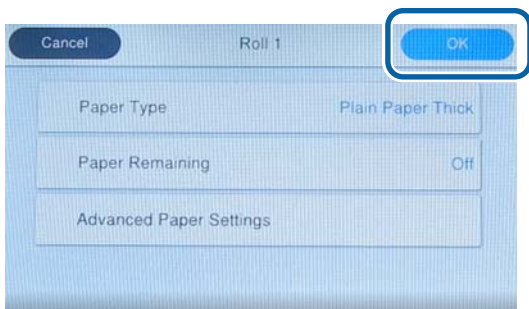 Cancel Roll 1 OK
Paper Type Plain Paper Thick
Paper Remaining Off
Advanced Paper Settings